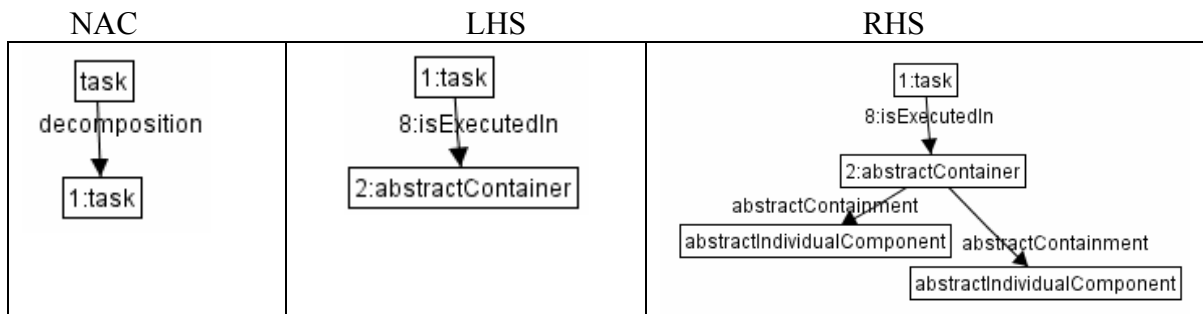 NAC LHS RHS
task
decomposition
1:task
1:task
8:isExecutedIn
2:abstractContainer
1:task
8:isExecutedIn
2:abstractContainer
abstractContainment
abstractIndividualComponent
abstractContainment
abstractIndividualComponent